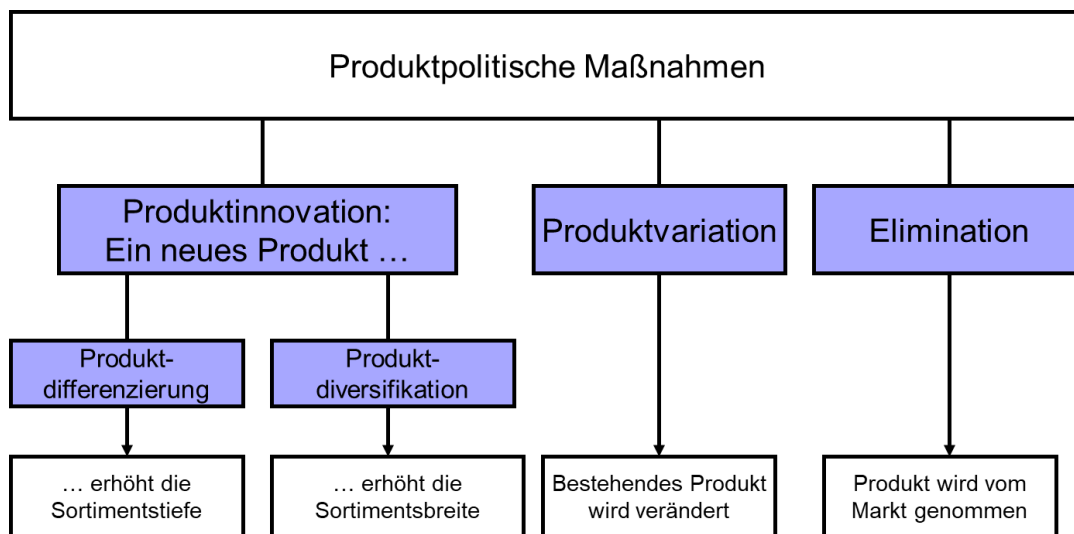 Produktpolitische Maßnahmen
Produktinnovation:
Ein neues Produkt …
Produktvariation
Elimination
Produkt-
differenzierung
Produkt-
diversifikation
… erhöht die
Sortimentstiefe
… erhöht die
Sortimentsbreite
Bestehendes Produkt
wird verändert
Produkt wird vom
Markt genommen